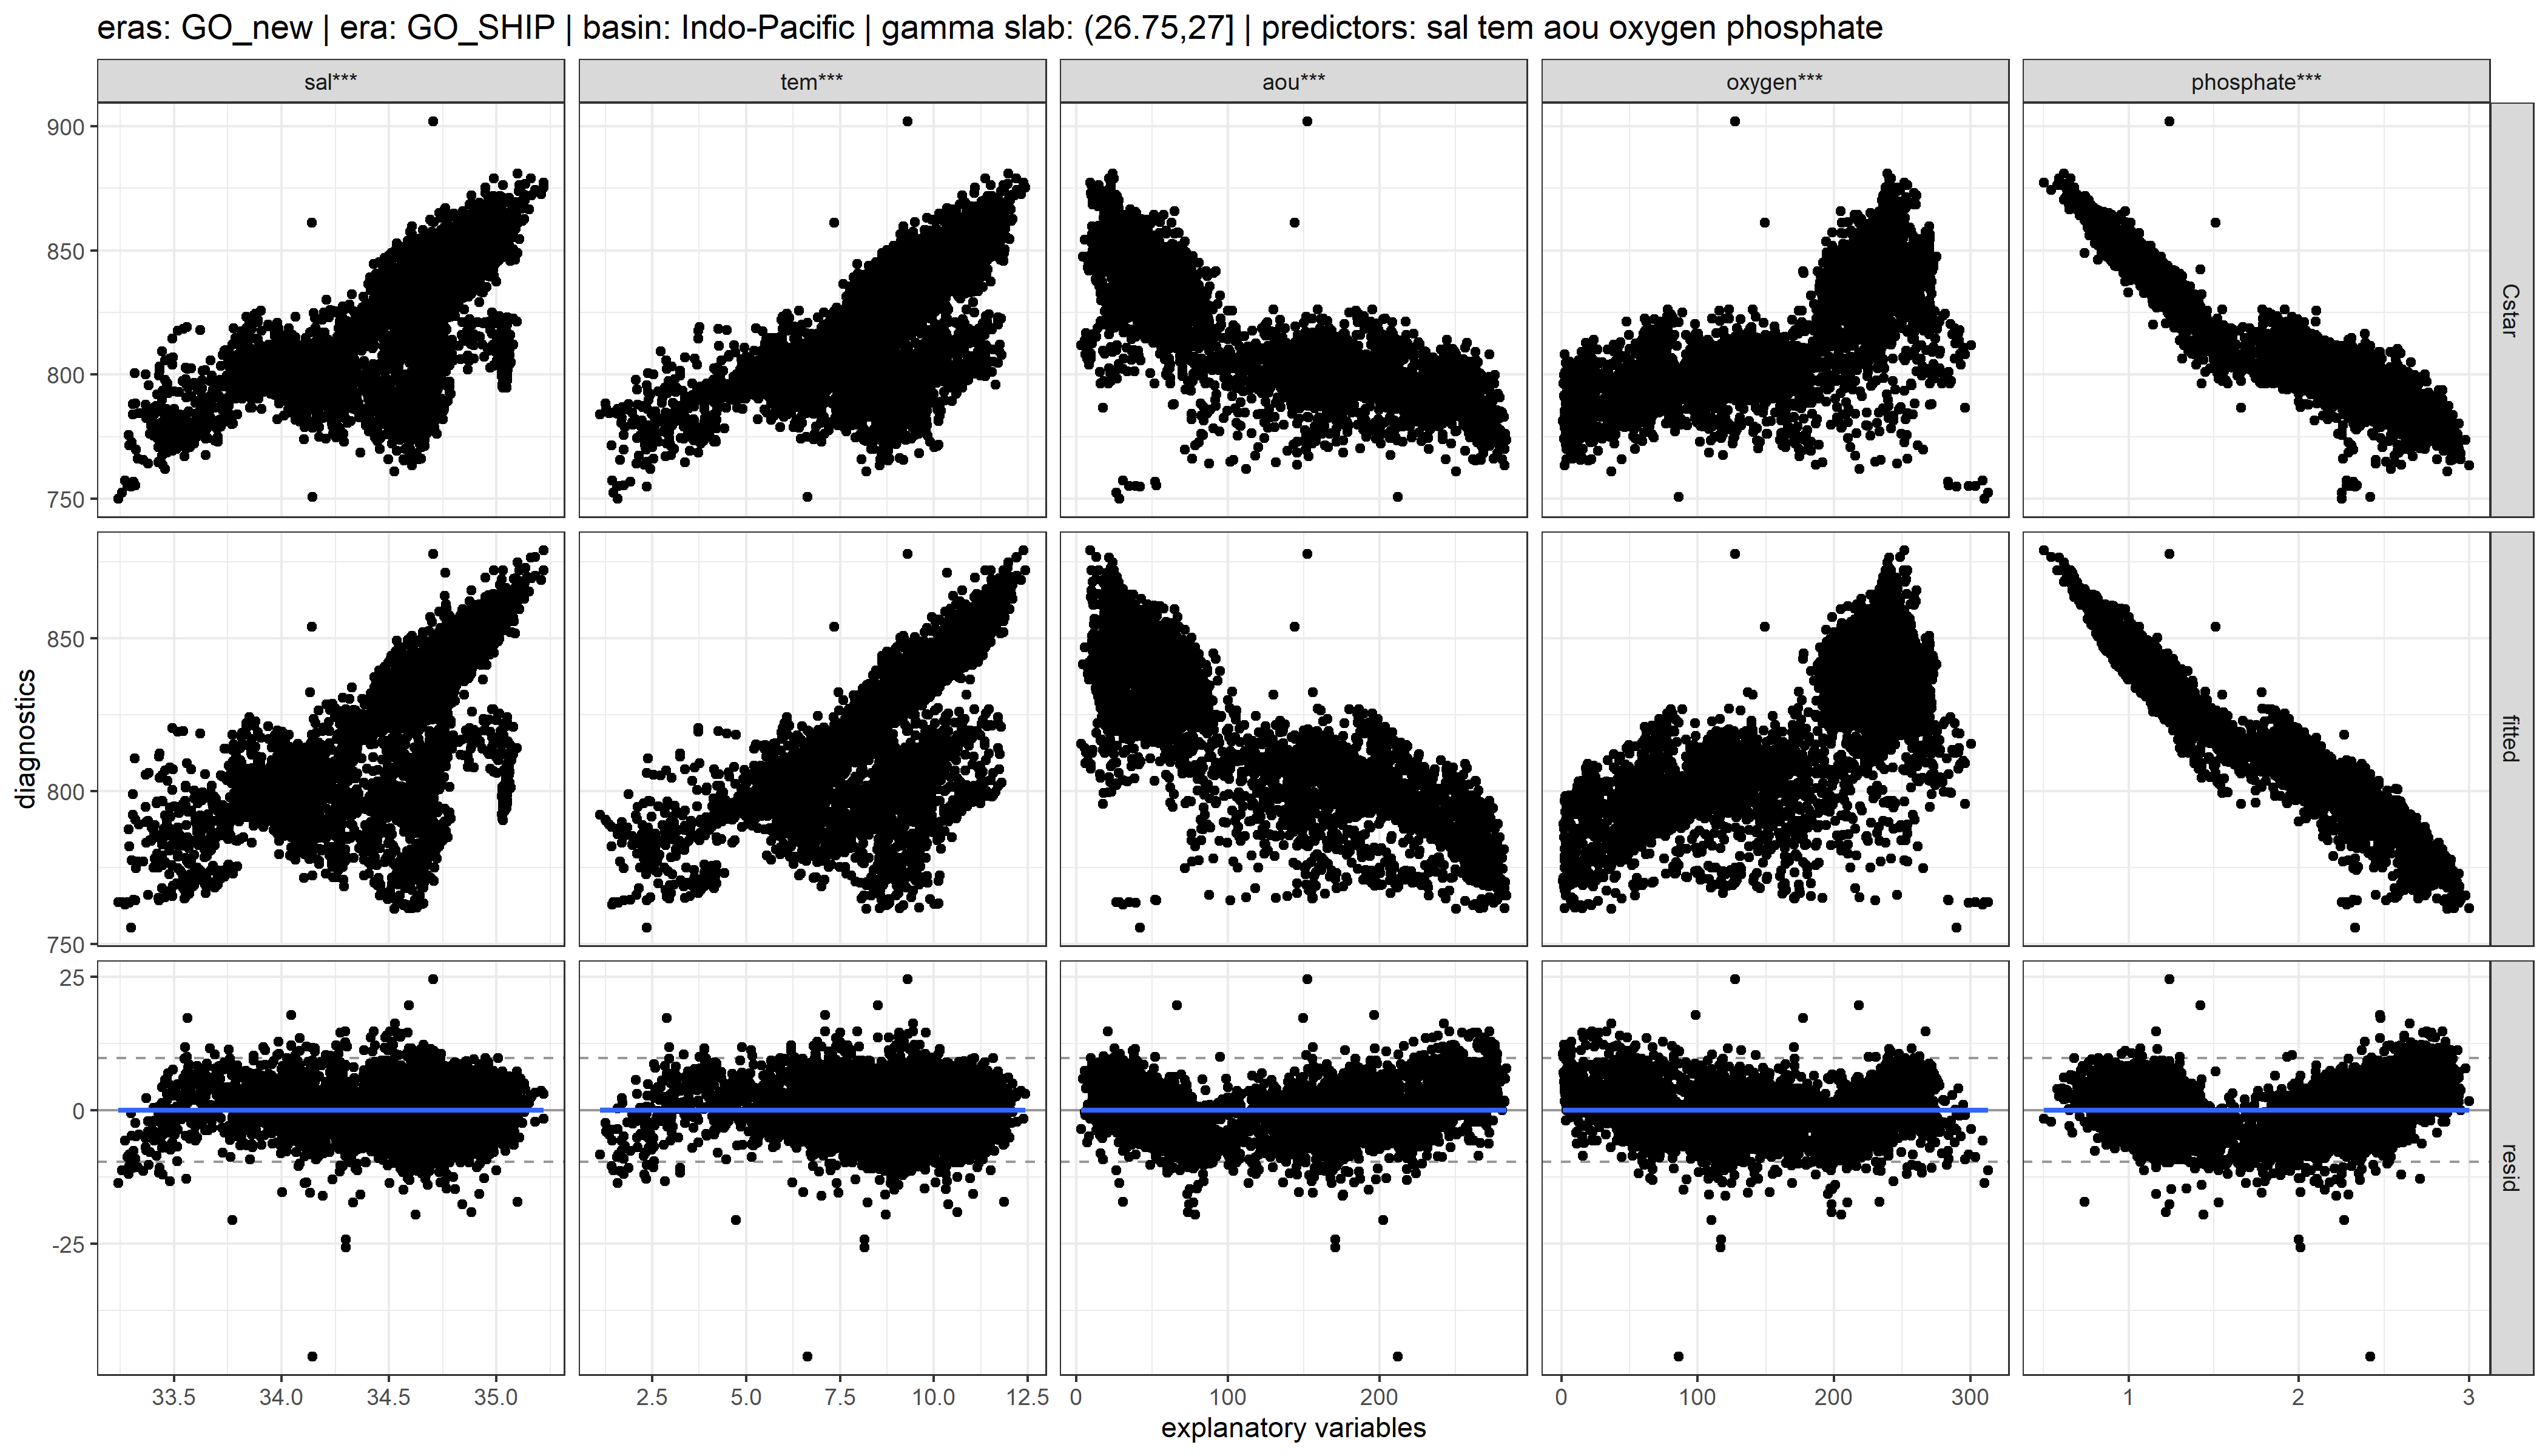 eras: GO_new | era: GO_SHIP | basin: Indo-Pacific | gamma slab: (26.75,27] | predictors: sal tem aou oxygen phosphate
sal*** tem*** aou*** oxygen*** phosphate***
900
850
800
750
Cstar
850
800
750
fitted
diagnostics
25
0
-25
resid
33.5 34.0 34.5 35.0 2.5 5.0 7.5 10.0 12.5 0 100 200 0 100 200 300 1 2 3
explanatory variables